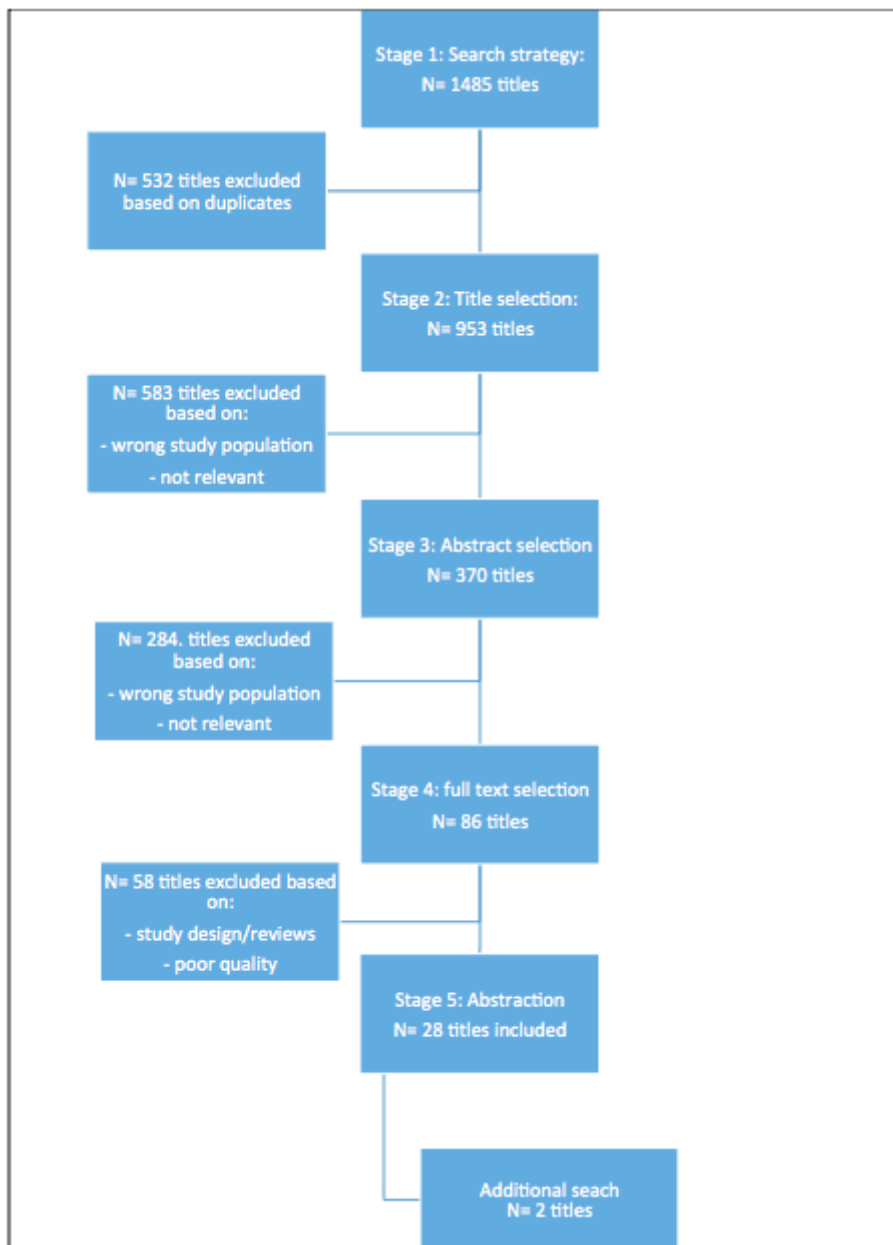 Stage 1: Search strategy:
N= 1485 titles
N= 532 titles excluded
based on duplicates
Stage 2: Title selection:
N= 953 titles
N= 583 titles excluded
based on:
- wrong study population
- not relevant
Stage 3: Abstract selection
N= 370 titles
N= 284. titles excluded
based on:
- wrong study population
- not relevant
Stage 4: full text selection
N= 86 titles
N= 58 titles excluded based
on:
- study design/reviews
- poor quality
Stage 5: Abstraction
N= 28 titles included
Additional seach
N= 2 titles